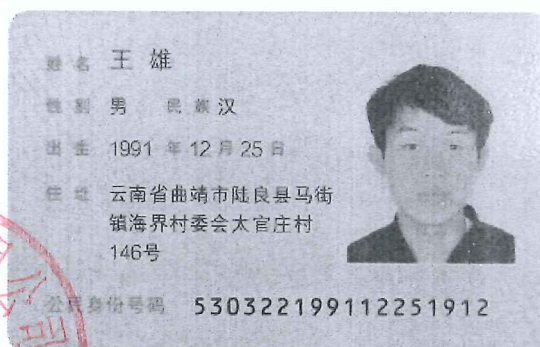 姓名 王雄
性别 男 民族 汉
出生 1991 年 12 月 25 日
住址 云南省曲靖市陆良县马街
镇海界村委会太官庄村
146号
公民身份号码 530322199112251912
公司